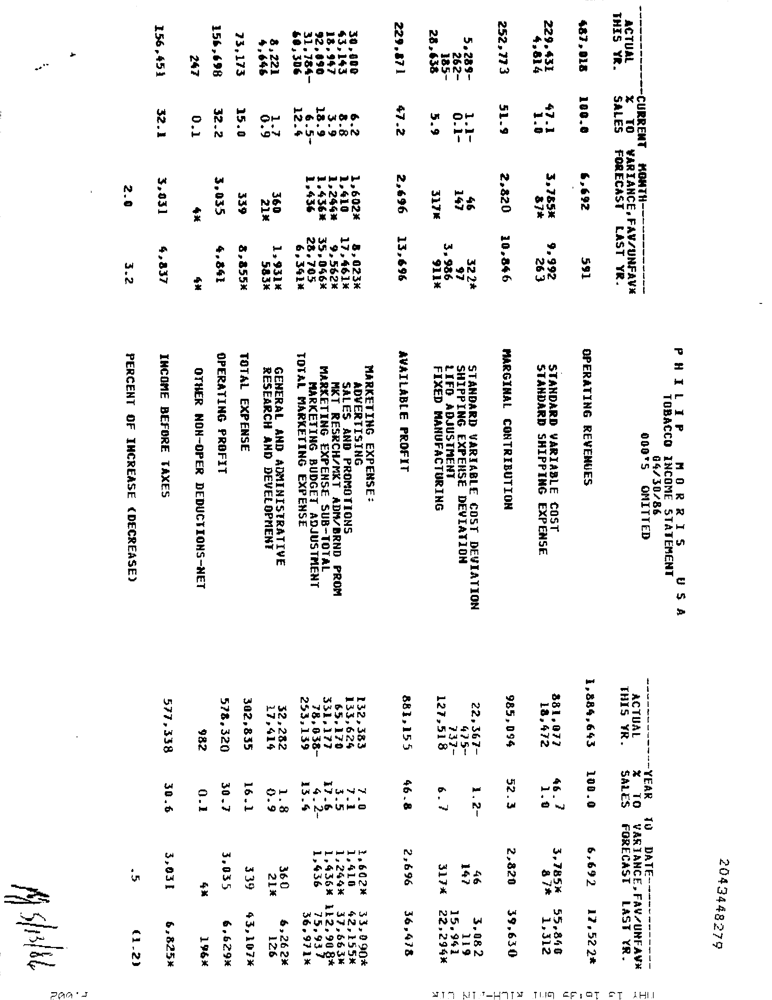 2043448279
P H I L I P M O R R I S U S A
TOBACCO INCOME STATEMENT
04/30/86
000'S OMITTED
----------CURRENT MONTH---------- ----------YEAR TO DATE----------
ACTUAL % TO VARIANCE,FAV/UNFAV* ACTUAL % TO VARIANCE,FAV/UNFAV*
THIS YR. SALES FORECAST LAST YR. THIS YR. SALES FORECAST LAST YR.
487,018 100.0 6,692 591 OPERATING REVENUES 1,884,643 100.0 6,692 17,522*
229,431 47.1 3,785* 9,992 STANDARD VARIABLE COST 881,077 46.7 3,785* 55,840
4,814 1.0 87* 263 STANDARD SHIPPING EXPENSE 18,472 1.0 87* 1,312
252,773 51.9 2,820 10,846 MARGINAL CONTRIBUTION 985,094 52.3 2,820 39,630
5,289- 1.1- 46 322* STANDARD VARIABLE COST DEVIATION 22,367- 1.2- 46 3,082
262- 0.1- 147 97 SHIPPING EXPENSE DEVIATION 475- 147 119
185- 3,986 LIFO ADJUSTMENT 737- 15,941
28,638 5.9 317* 911* FIXED MANUFACTURING 127,518 6.7 317* 22,294*
229,871 47.2 2,696 13,696 AVAILABLE PROFIT 881,155 46.8 2,696 36,478
MARKETING EXPENSE:
30,000 6.2 1,602* 8,023* ADVERTISING 132,383 7.0 1,602* 33,090*
43,143 8.8 1,410 17,461* SALES AND PROMOTIONS 133,624 7.1 1,410 42,155*
18,947 3.9 1,244* 9,562* MKT RESRCH/MKT ADM/BRND PROM 65,170 3.5 1,244* 37,663*
92,090 18.9 1,436* 35,046* MARKETING EXPENSE SUB-TOTAL 331,177 17.6 1,436* 112,908*
31,784- 6.5- 1,436 28,705 MARKETING BUDGET ADJUSTMENT 78,038- 4.2- 1,436 75,937
60,306 12.4 6,341* TOTAL MARKETING EXPENSE 253,139 13.4 36,971*
8,221 1.7 360 1,931* GENERAL AND ADMINISTRATIVE 32,282 1.8 360 6,262*
4,646 0.9 21* 583* RESEARCH AND DEVELOPMENT 17,414 0.9 21* 126
73,173 15.0 339 8,855* TOTAL EXPENSE 302,835 16.1 339 43,107*
156,698 32.2 3,035 4,841 OPERATING PROFIT 578,320 30.7 3,035 6,629*
247 0.1 4* 4* OTHER NON-OPER DEDUCTIONS-NET 982 0.1 4* 196*
156,451 32.1 3,031 4,837 INCOME BEFORE TAXES 577,338 30.6 3,031 6,825*
2.0 3.2 PERCENT OF INCREASE (DECREASE) .5 (1.2)
5/13/86
P.002